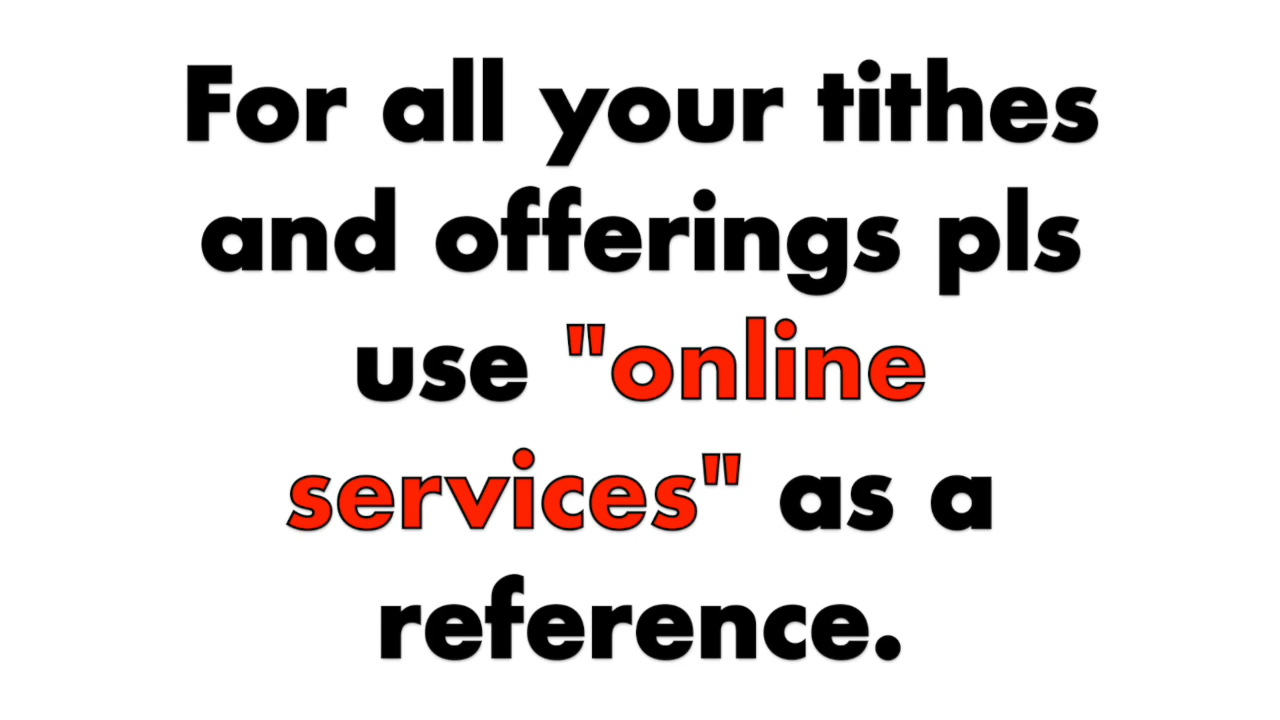 For all your tithes
and offerings pls
use "online
services" as a
reference.